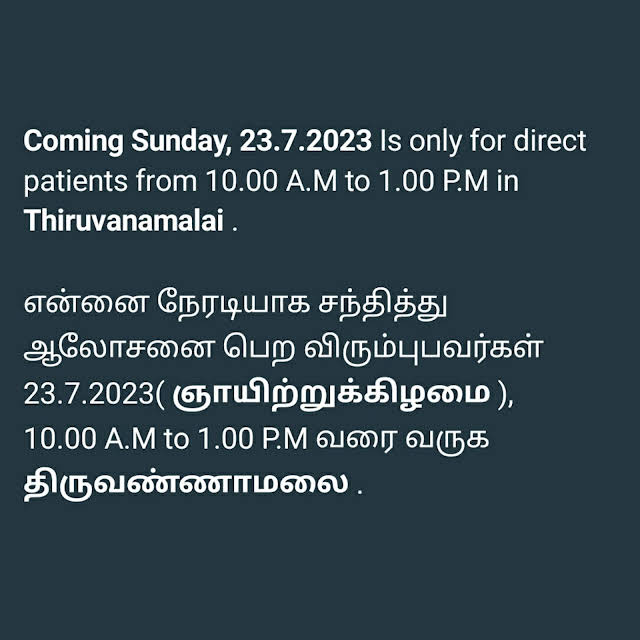 Coming Sunday, 23.7.2023 Is only for direct
patients from 10.00 A.M to 1.00 P.M in
Thiruvanamalai .
என்னை நேரடியாக சந்தித்து
ஆலோசனை பெற விரும்புபவர்கள்
23.7.2023( ஞாயிற்றுக்கிழமை ),
10.00 A.M to 1.00 P.M வரை வருக
திருவண்ணாமலை .